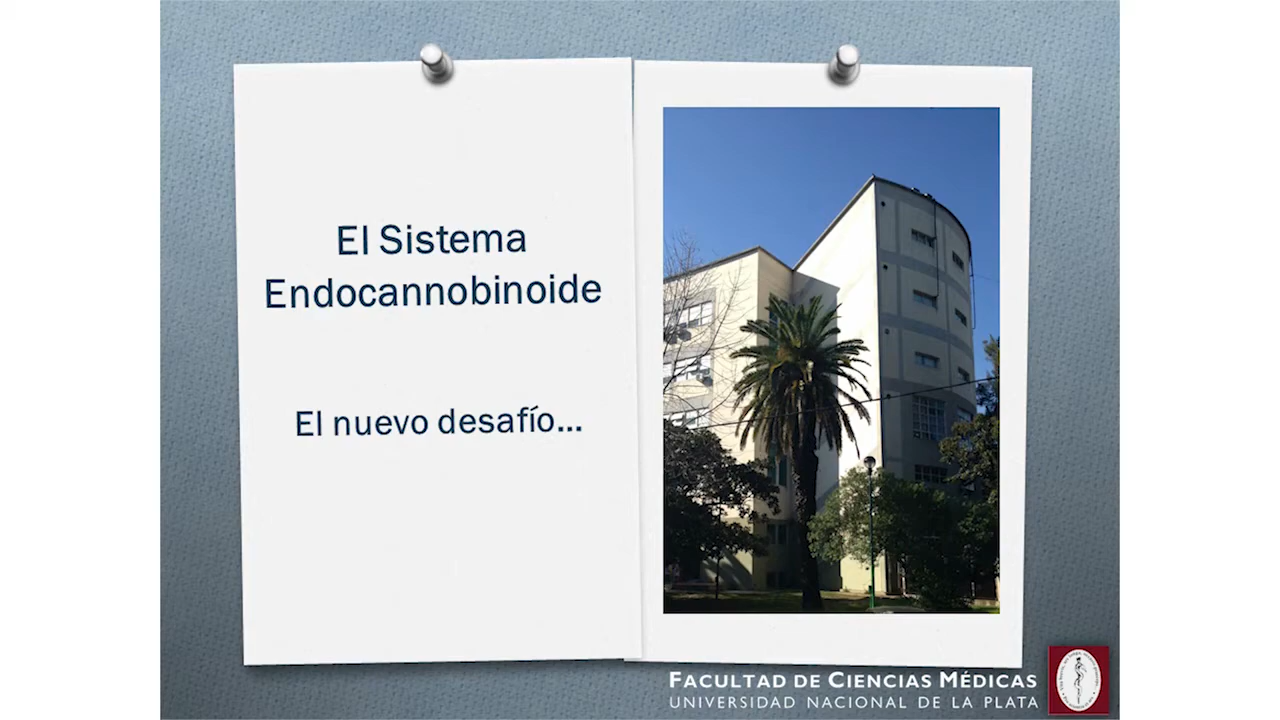 El Sistema
Endocannobinoide
El nuevo desafío...
FACULTAD DE CIENCIAS MÉDICAS
UNIVERSIDAD NACIONAL DE LA PLATA